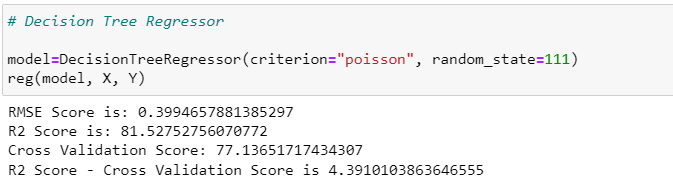 # Decision Tree Regressor
model=DecisionTreeRegressor(criterion="poisson", random_state=111)
reg(model, X, Y)
RMSE Score is: 0.3994657881385297
R2 Score is: 81.52752756070772
Cross Validation Score: 77.13651717434307
R2 Score - Cross Validation Score is 4.3910103863646555